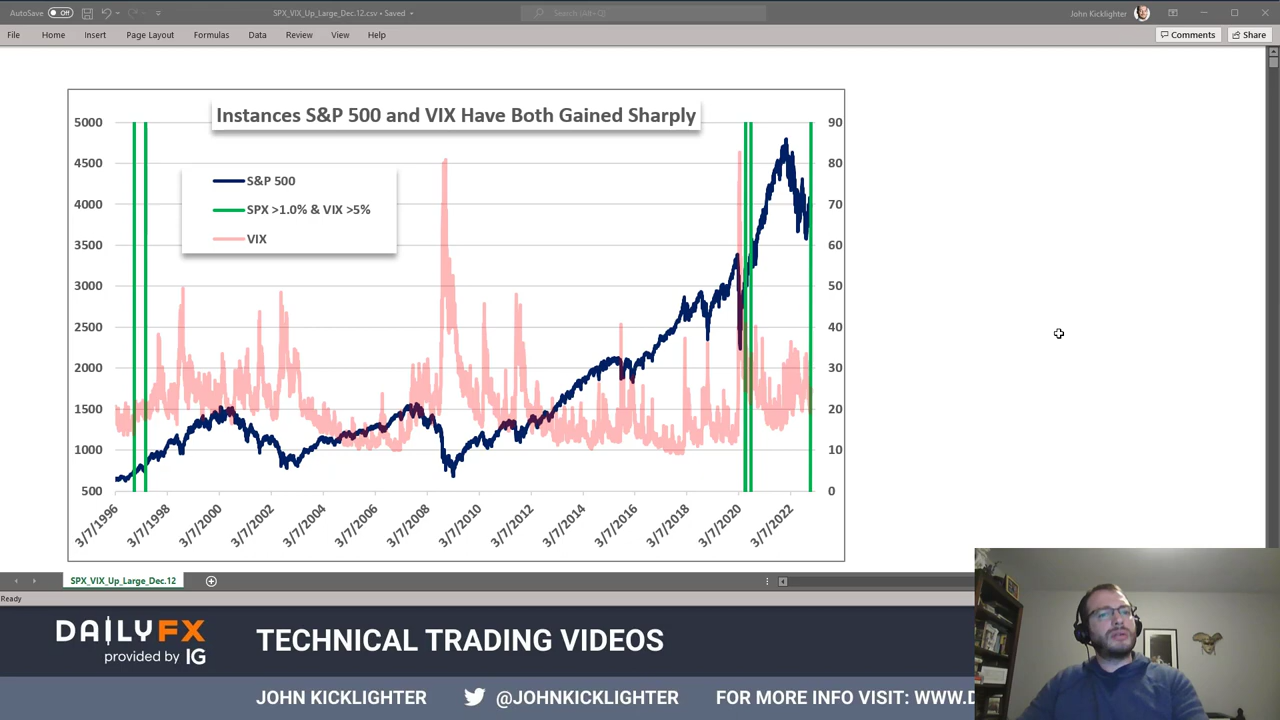 AutoSave Off SPX_VIX_Up_Large_Dec.12.csv • Saved Search (Alt+Q) John Kicklighter
File Home Insert Page Layout Formulas Data Review View Help Comments Share
Instances S&P 500 and VIX Have Both Gained Sharply
5000 90
4500 80
4000 70
3500 60
3000 50
2500 40
2000 30
1500 20
1000 10
500 0
S&P 500
SPX >1.0% & VIX >5%
VIX
3/7/1996 3/7/1998 3/7/2000 3/7/2002 3/7/2004 3/7/2006 3/7/2008 3/7/2010 3/7/2012 3/7/2014 3/7/2016 3/7/2018 3/7/2020 3/7/2022
SPX_VIX_Up_Large_Dec.12
Ready
DAILYFX
provided by IG
TECHNICAL TRADING VIDEOS
JOHN KICKLIGHTER @JOHNKICKLIGHTER FOR MORE INFO VISIT: WWW.D